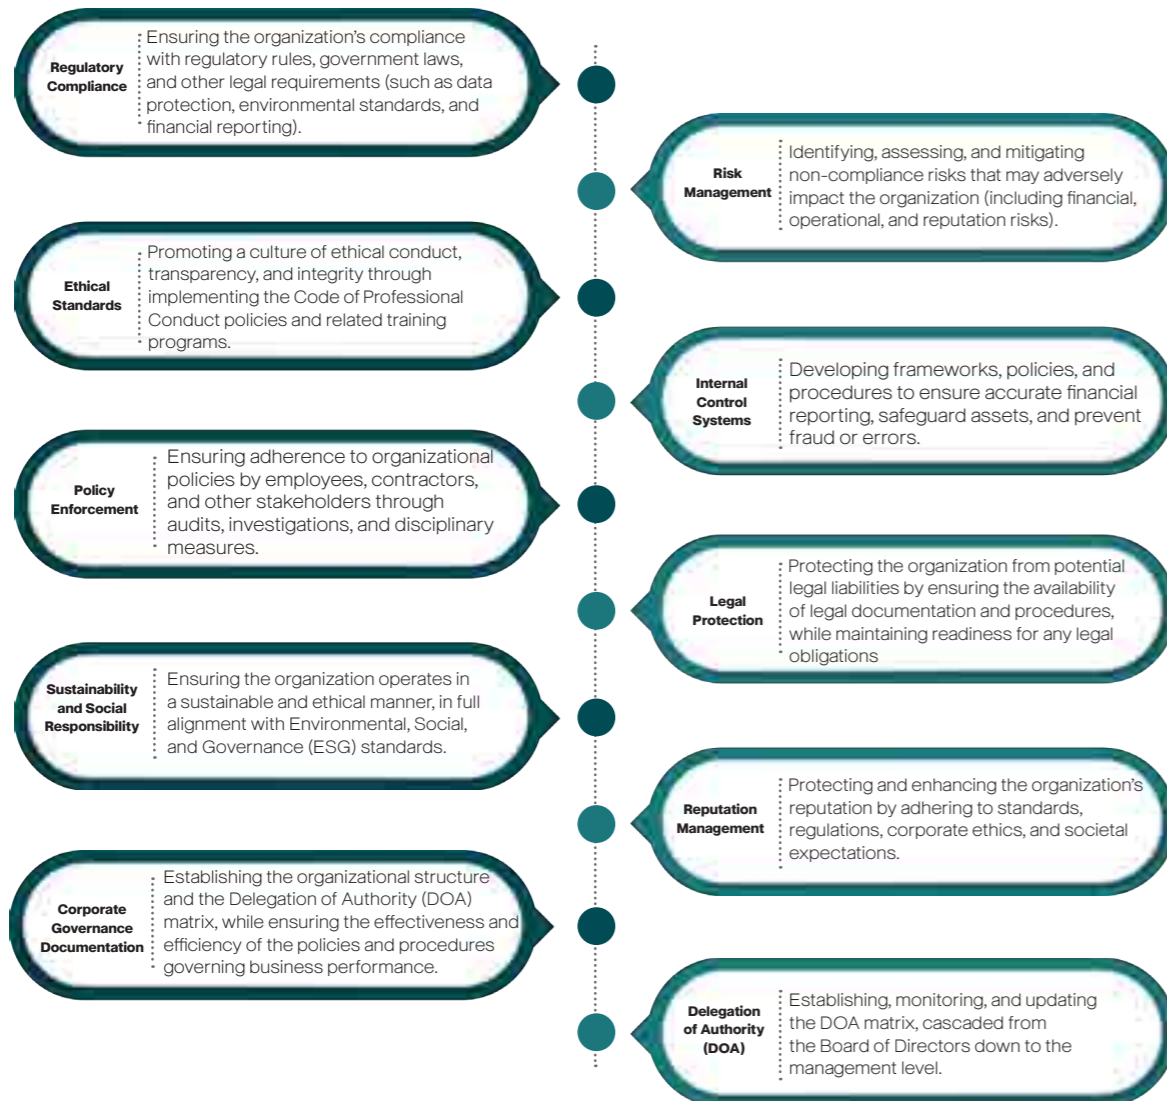 Regulatory
Compliance
Ensuring the organization's compliance
with regulatory rules, government laws,
and other legal requirements (such as data
protection, environmental standards, and
financial reporting).
Risk
Management
Identifying, assessing, and mitigating
non-compliance risks that may adversely
impact the organization (including financial,
operational, and reputation risks).
Ethical
Standards
Promoting a culture of ethical conduct,
transparency, and integrity through
implementing the Code of Professional
Conduct policies and related training
programs.
Internal
Control
Systems
Developing frameworks, policies, and
procedures to ensure accurate financial
reporting, safeguard assets, and prevent
fraud or errors.
Policy
Enforcement
Ensuring adherence to organizational
policies by employees, contractors,
and other stakeholders through
audits, investigations, and disciplinary
measures.
Legal
Protection
Protecting the organization from potential
legal liabilities by ensuring the availability
of legal documentation and procedures,
while maintaining readiness for any legal
obligations
Sustainability
and Social
Responsibility
Ensuring the organization operates in
a sustainable and ethical manner, in full
alignment with Environmental, Social,
and Governance (ESG) standards.
Reputation
Management
Protecting and enhancing the organization's
reputation by adhering to standards,
regulations, corporate ethics, and societal
expectations.
Corporate
Governance
Documentation
Establishing the organizational structure
and the Delegation of Authority (DOA)
matrix, while ensuring the effectiveness and
efficiency of the policies and procedures
governing business performance.
Delegation
of Authority
(DOA)
Establishing, monitoring, and updating
the DOA matrix, cascaded from
the Board of Directors down to the
management level.